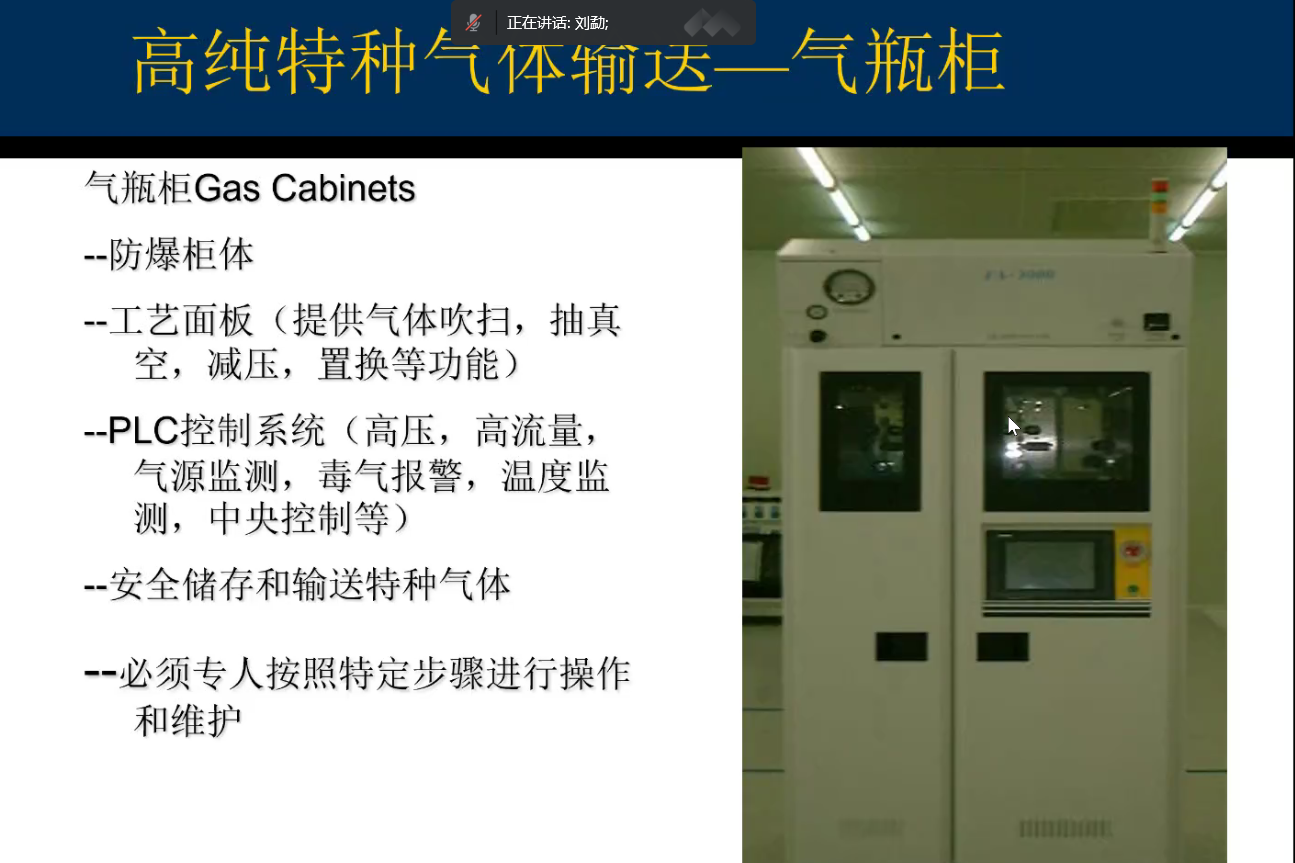 正在讲话: 刘勐;
高纯特种气体输送—气瓶柜
气瓶柜Gas Cabinets
--防爆柜体
--工艺面板（提供气体吹扫，抽真
空，减压，置换等功能）
--PLC控制系统（高压，高流量，
气源监测，毒气报警，温度监
测，中央控制等）
--安全储存和输送特种气体
--必须专人按照特定步骤进行操作
和维护